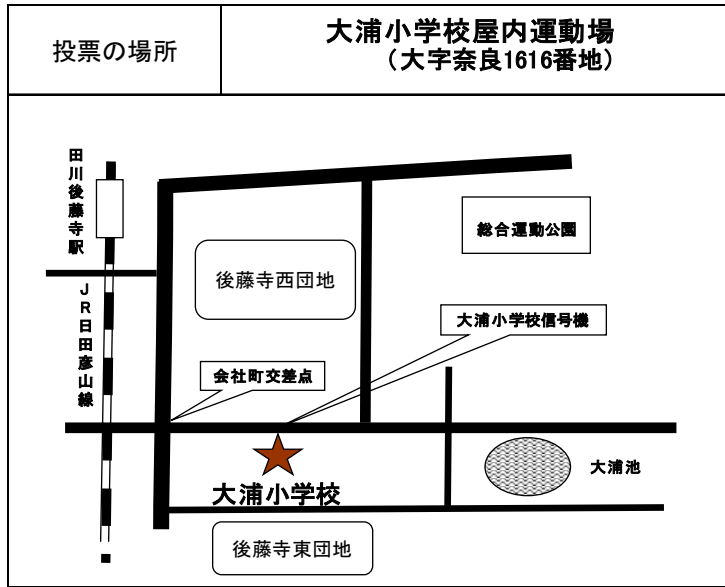 投票の場所
大浦小学校屋内運動場
（大字奈良1616番地）
田川後藤寺駅
総合運動公園
後藤寺西団地
JR日田彦山線
大浦小学校信号機
会社町交差点
大浦池
大浦小学校
後藤寺東団地